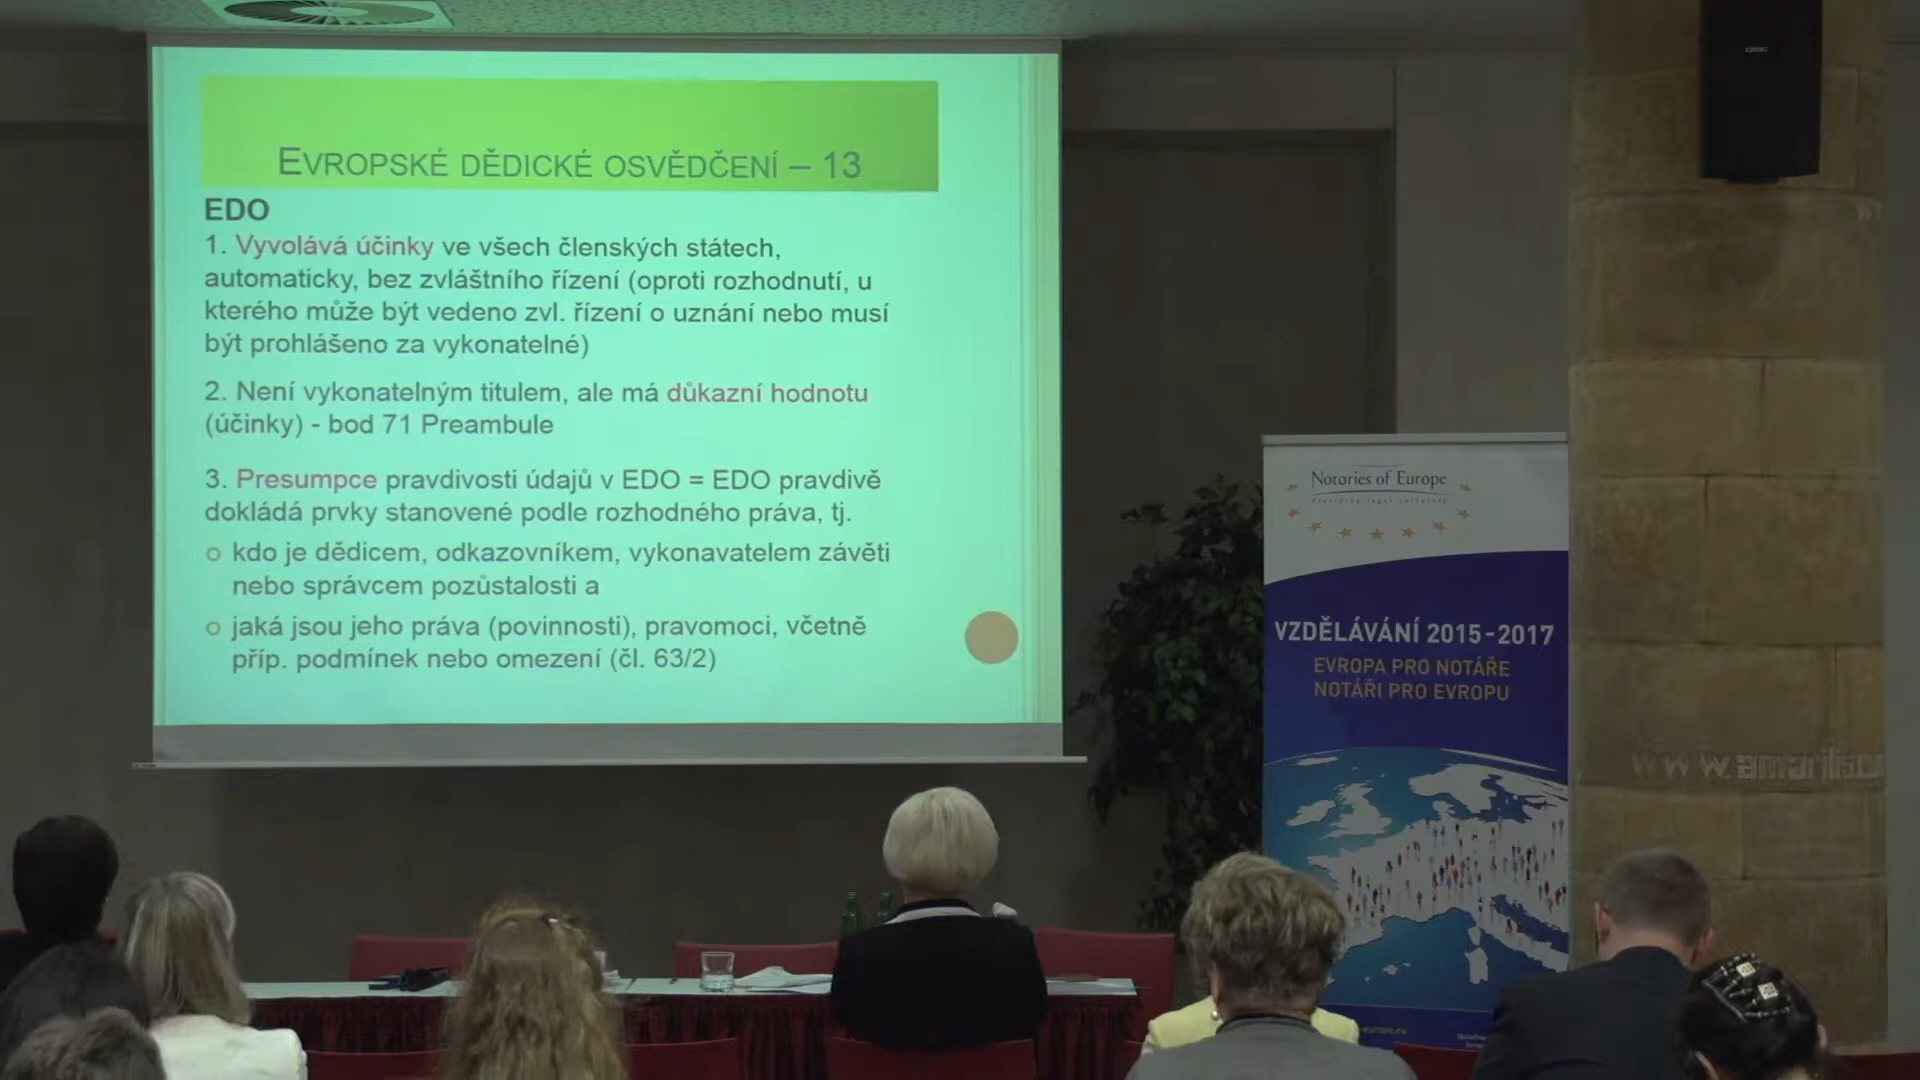 EVROPSKÉ DĚDICKÉ OSVĚDČENÍ – 13
EDO
1. Vyvolává účinky ve všech členských státech,
automaticky, bez zvláštního řízení (oproti rozhodnutí, u
kterého může být vedeno zvl. řízení o uznání nebo musí
být prohlášeno za vykonatelné)
2. Není vykonatelným titulem, ale má důkazní hodnotu
(účinky) - bod 71 Preambule
3. Presumpce pravdivosti údajů v EDO = EDO pravdivě
dokládá prvky stanovené podle rozhodného práva, tj.
kdo je dědicem, odkazovníkem, vykonavatelem závěti
nebo správcem pozůstalosti a
jaká jsou jeho práva (povinnosti), pravomoci, včetně
příp. podmínek nebo omezení (čl. 63/2)
Notaries of Europe
VZDĚLÁVÁNÍ 2015-2017
EVROPA PRO NOTÁŘE
NOTÁŘI PRO EVROPU
www.amarilis.c